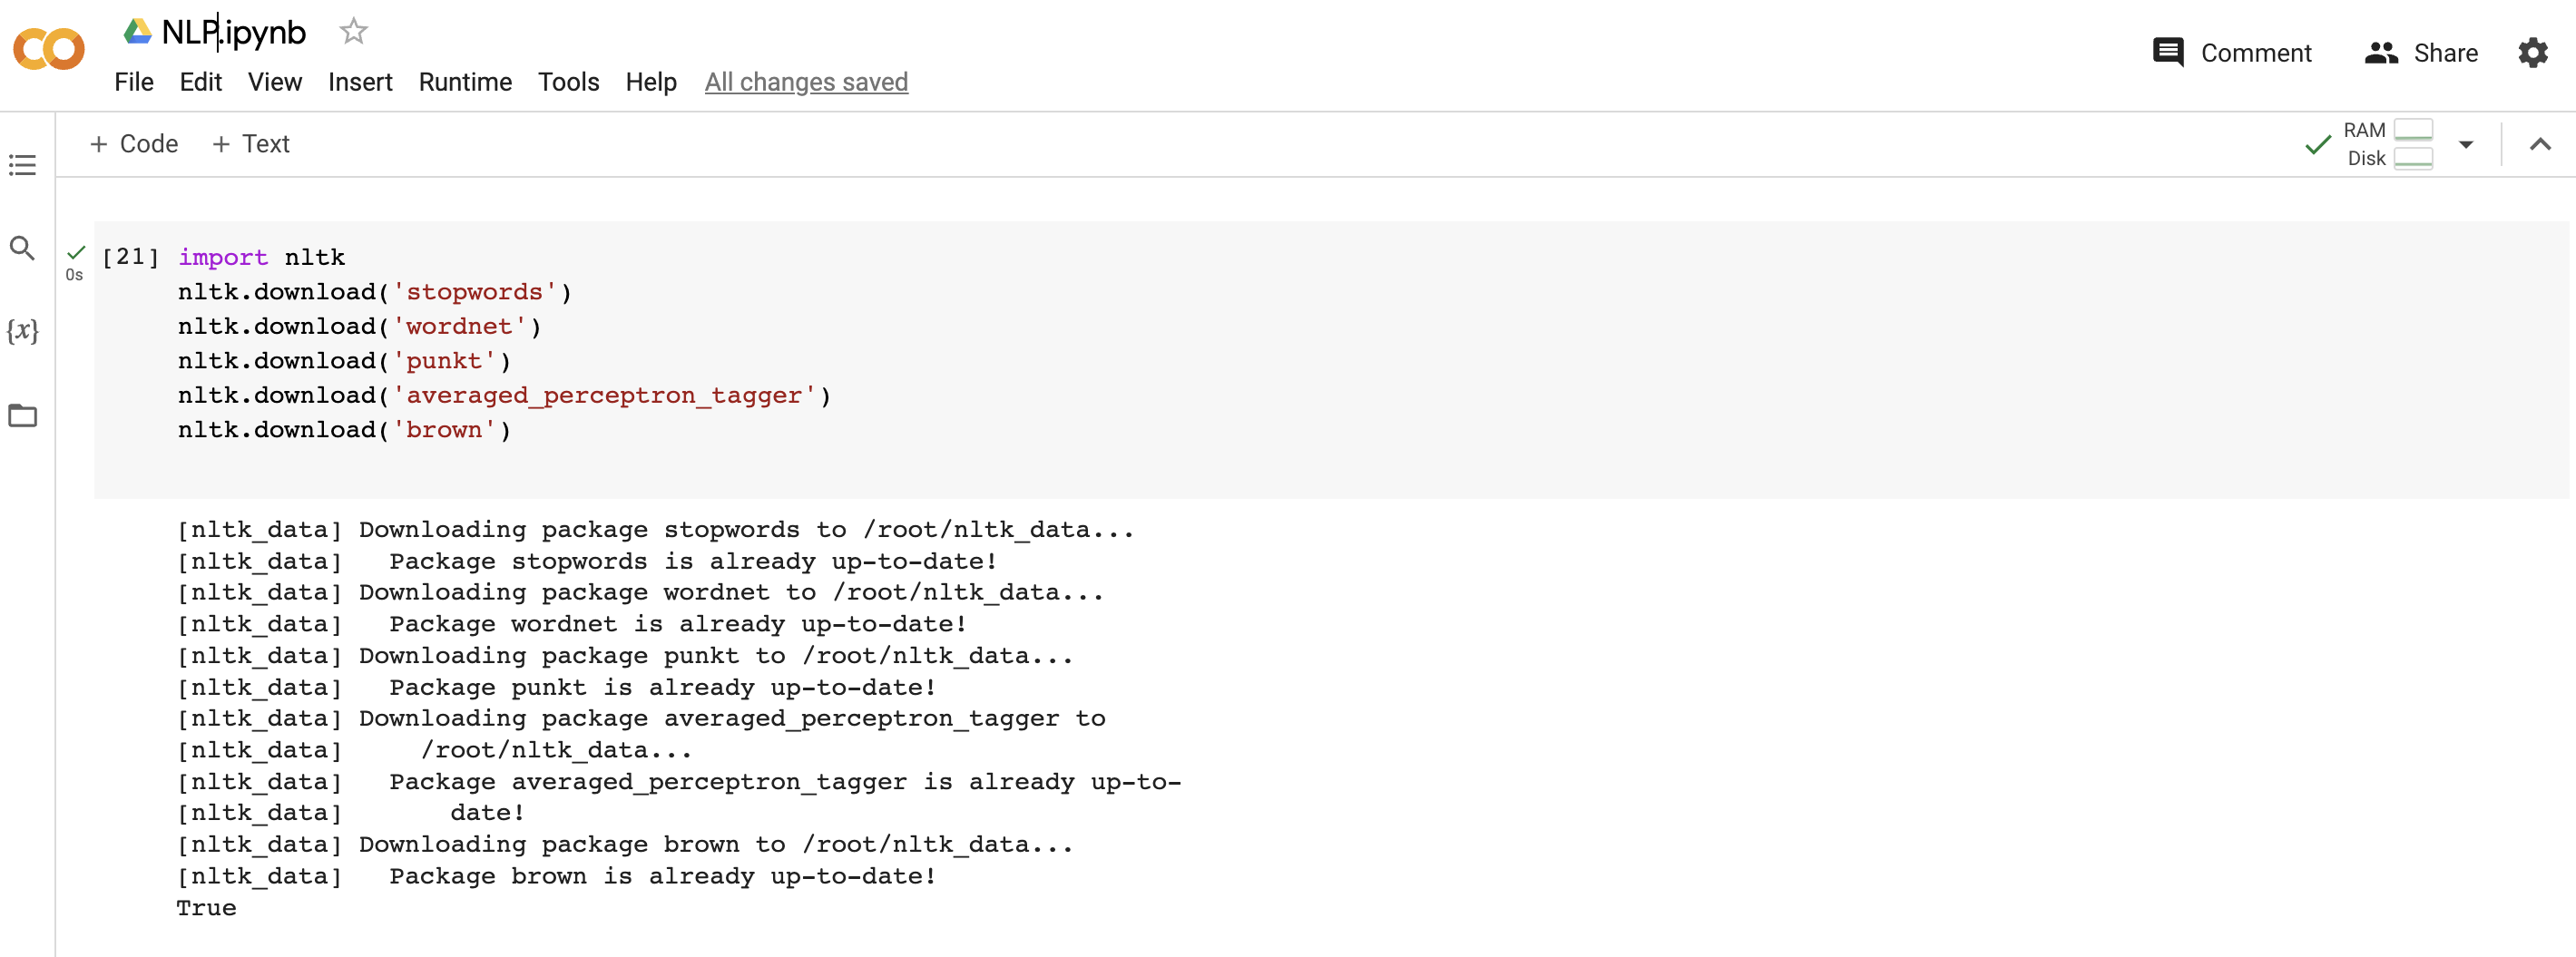 NLP.ipynb
Comment
Share
File Edit View Insert Runtime Tools Help All changes saved
+ Code + Text
RAM
Disk
{x}
0s
[21] import nltk
nltk.download('stopwords')
nltk.download('wordnet')
nltk.download('punkt')
nltk.download('averaged_perceptron_tagger')
nltk.download('brown')
[nltk_data] Downloading package stopwords to /root/nltk_data...
[nltk_data]   Package stopwords is already up-to-date!
[nltk_data] Downloading package wordnet to /root/nltk_data...
[nltk_data]   Package wordnet is already up-to-date!
[nltk_data] Downloading package punkt to /root/nltk_data...
[nltk_data]   Package punkt is already up-to-date!
[nltk_data] Downloading package averaged_perceptron_tagger to
[nltk_data]     /root/nltk_data...
[nltk_data]   Package averaged_perceptron_tagger is already up-to-
[nltk_data]       date!
[nltk_data] Downloading package brown to /root/nltk_data...
[nltk_data]   Package brown is already up-to-date!
True